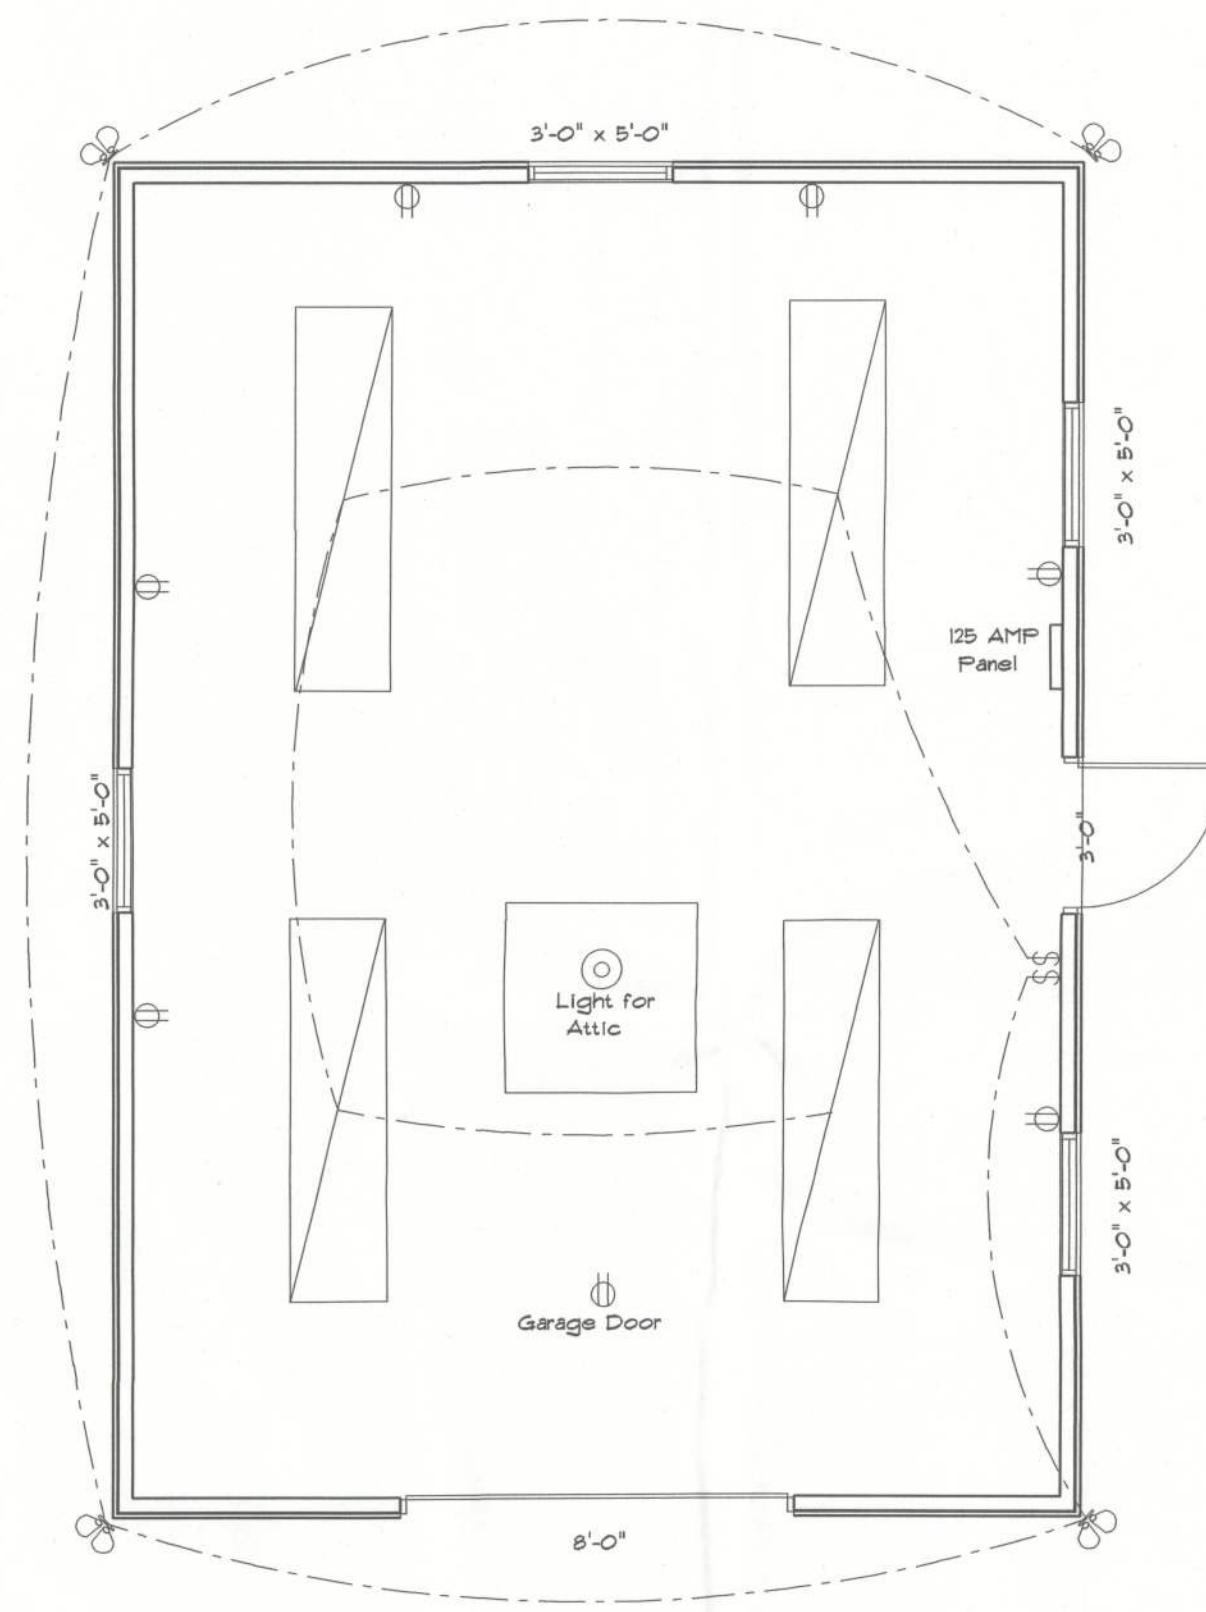 3'-0" x 5'-0"
3'-0" x 5'-0"
125 AMP
Panel
3'-0" x 5'-0"
3'-0"
Light for
Attic
3'-0" x 5'-0"
Garage Door
8'-0"